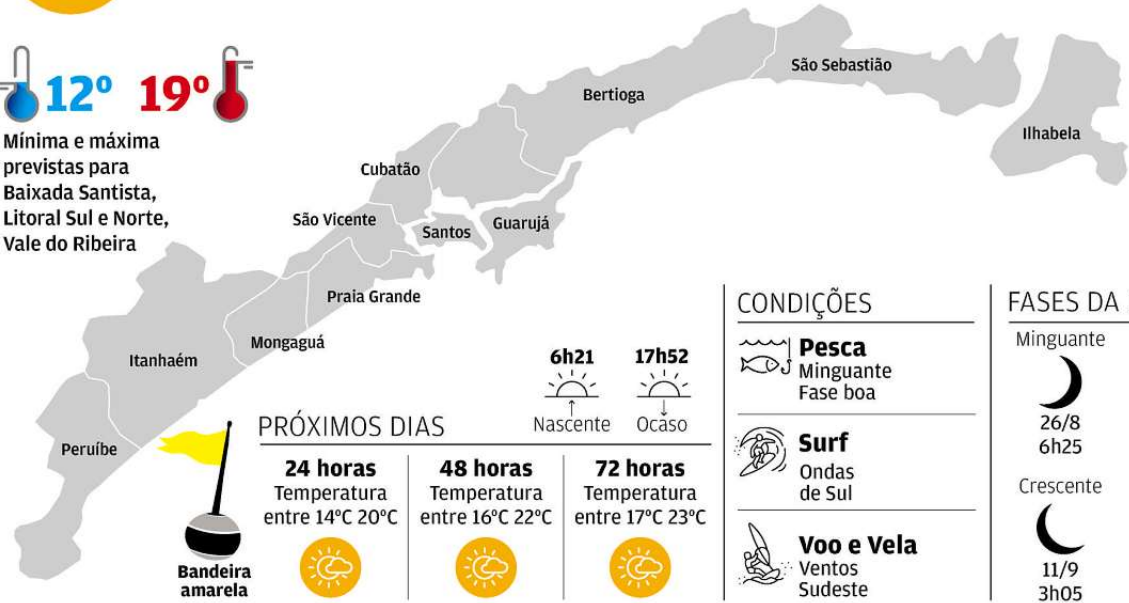 12º 19º
Mínima e máxima
previstas para
Baixada Santista,
Litoral Sul e Norte,
Vale do Ribeira
São Sebastião
Bertioga
Ilhabela
Cubatão
São Vicente
Santos
Guarujá
Praia Grande
Mongaguá
Itanhaém
Peruíbe
Bandeira
amarela
6h21
Nascente
17h52
Ocaso
PRÓXIMOS DIAS
24 horas
Temperatura
entre 14ºC 20ºC
48 horas
Temperatura
entre 16ºC 22ºC
72 horas
Temperatura
entre 17ºC 23ºC
CONDIÇÕES
Pesca
Minguante
Fase boa
Surf
Ondas
de Sul
Voo e Vela
Ventos
Sudeste
FASES DA
Minguante
26/8
6h25
Crescente
11/9
3h05